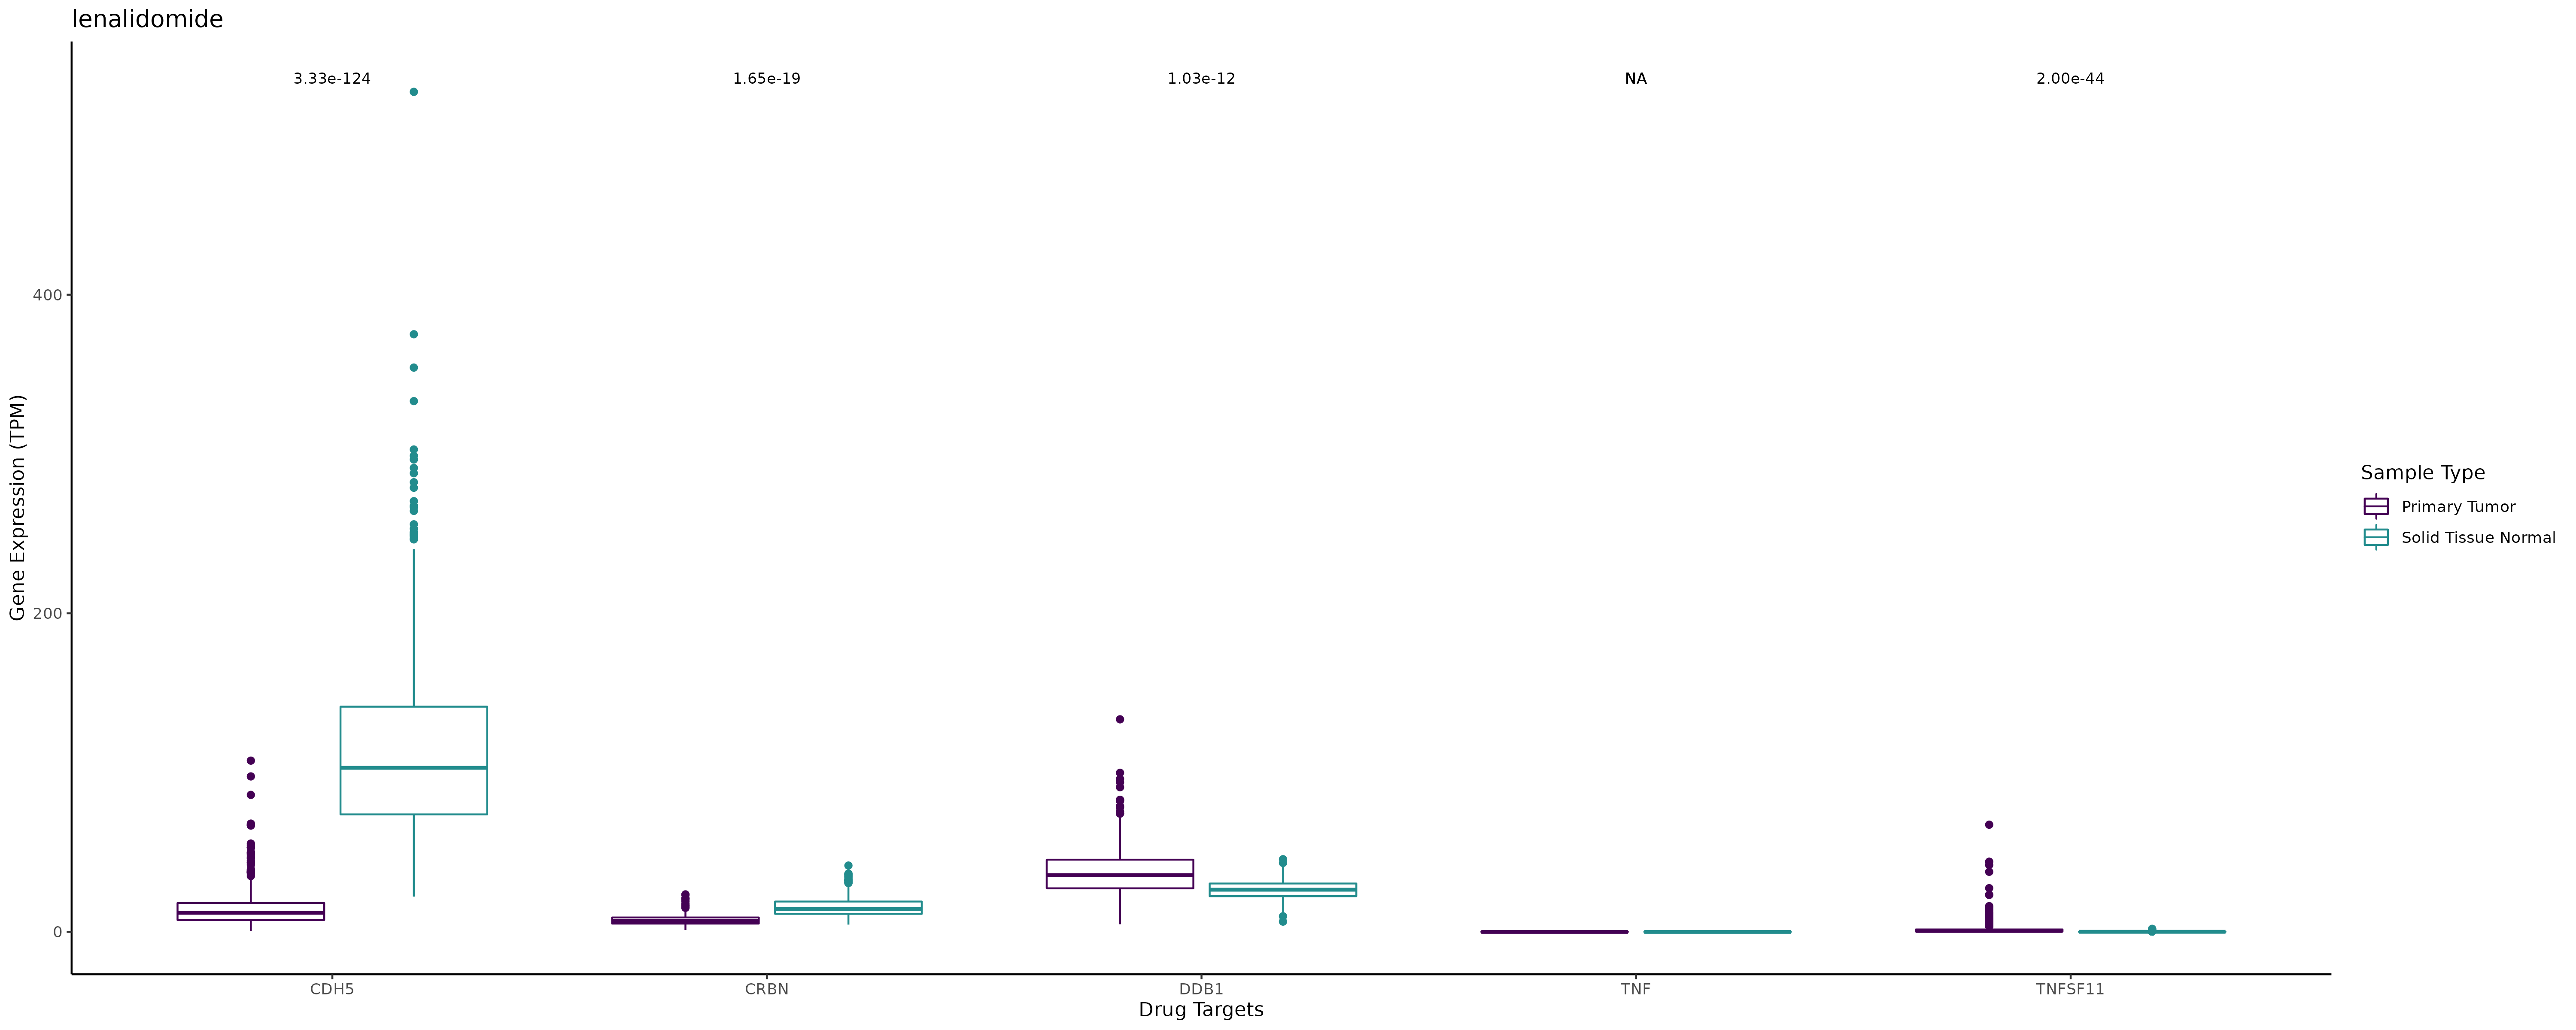 lenalidomide
3.33e-124
1.65e-19
1.03e-12
NA
2.00e-44
Gene Expression (TPM)
400
200
0
CDH5
CRBN
DDB1
TNF
TNFSF11
Drug Targets
Sample Type
Primary Tumor
Solid Tissue Normal